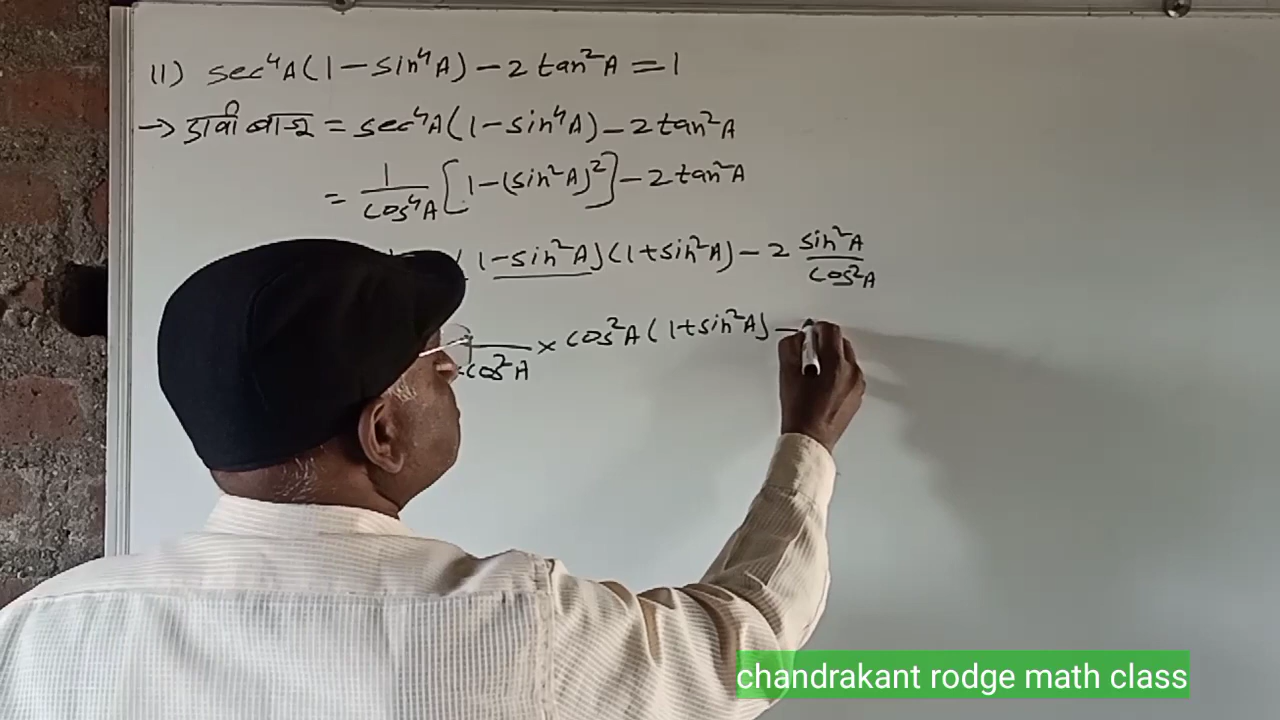 11) sec⁴A(1−sin⁴A)−2tan²A=1
→ डावी बाजू = sec⁴A(1−sin⁴A)−2tan²A
= 1/cos⁴A [1−(sin²A)²]−2tan²A
(1−sin²A)(1+sin²A)−2 sin²A/cos²A
cos²A × cos²A(1+sin²A)−
chandrakant rodge math class